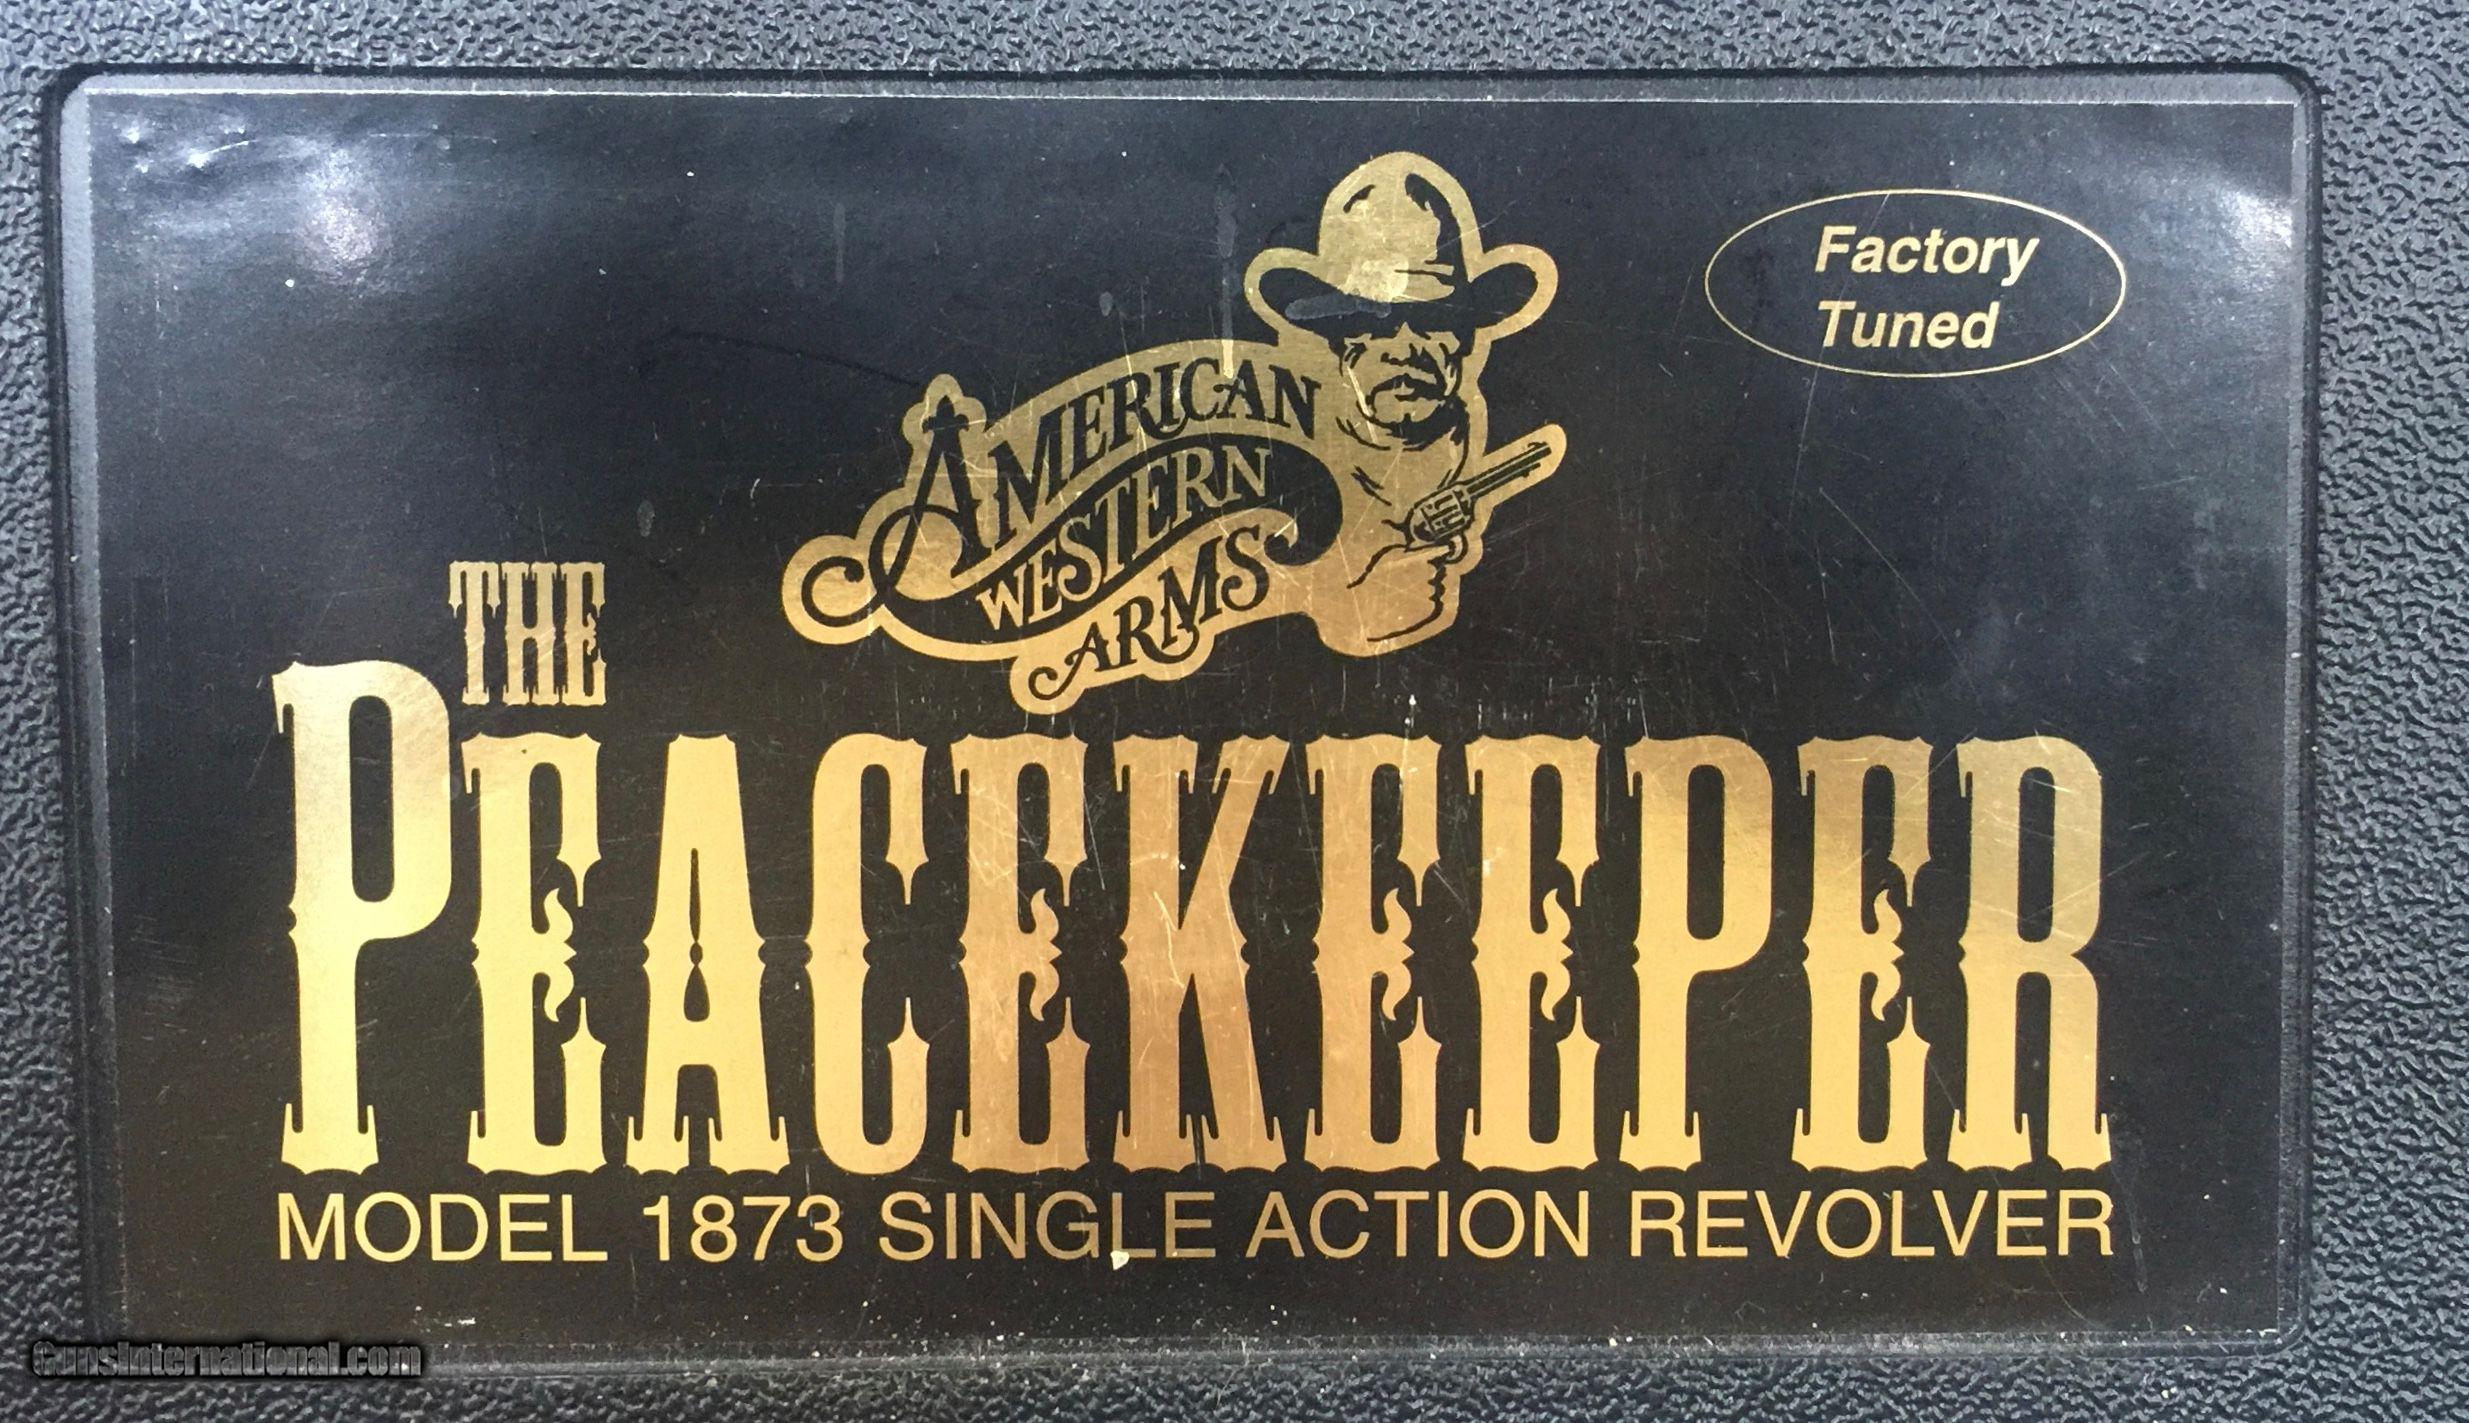 Factory
Tuned
AMERICAN
WESTERN
ARMS
THE
PEACEKEEPER
MODEL 1873 SINGLE ACTION REVOLVER
GunsInternational.com